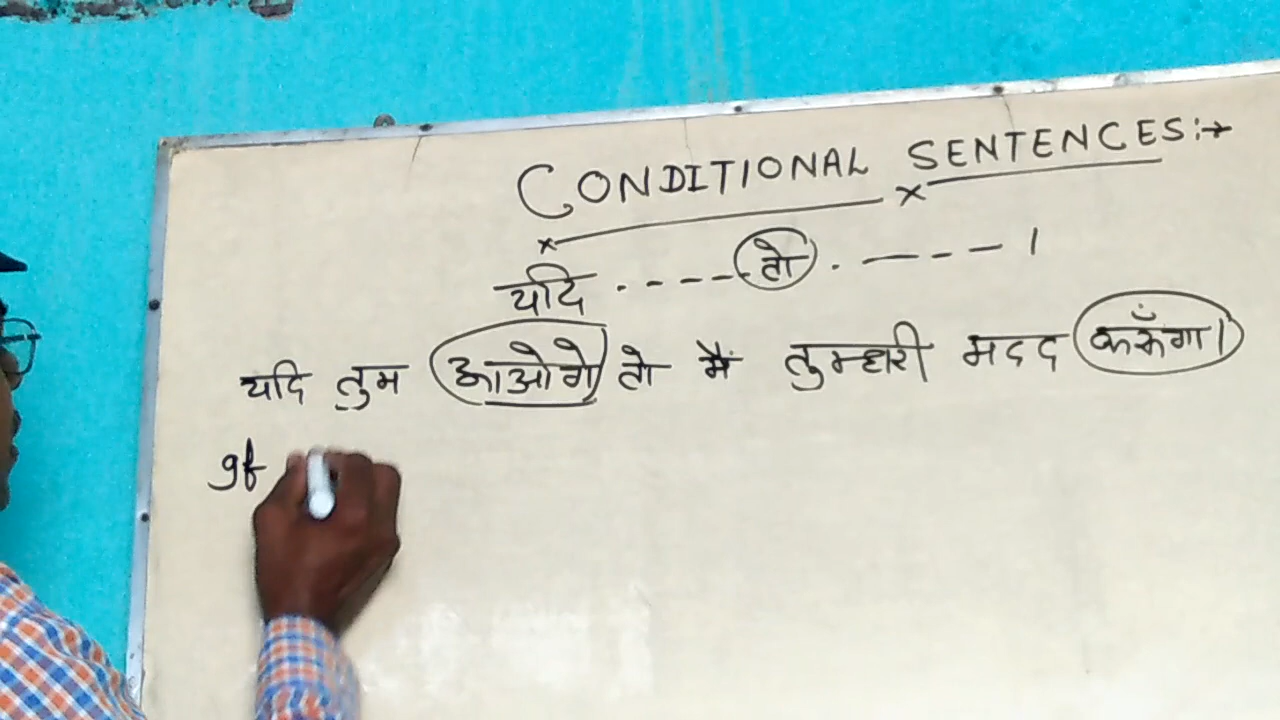 CONDITIONAL SENTENCES:→
यदि ..---- तो . ----- ।
यदि तुम आओगे तो मैं तुम्हारी मदद करूँगा।
If